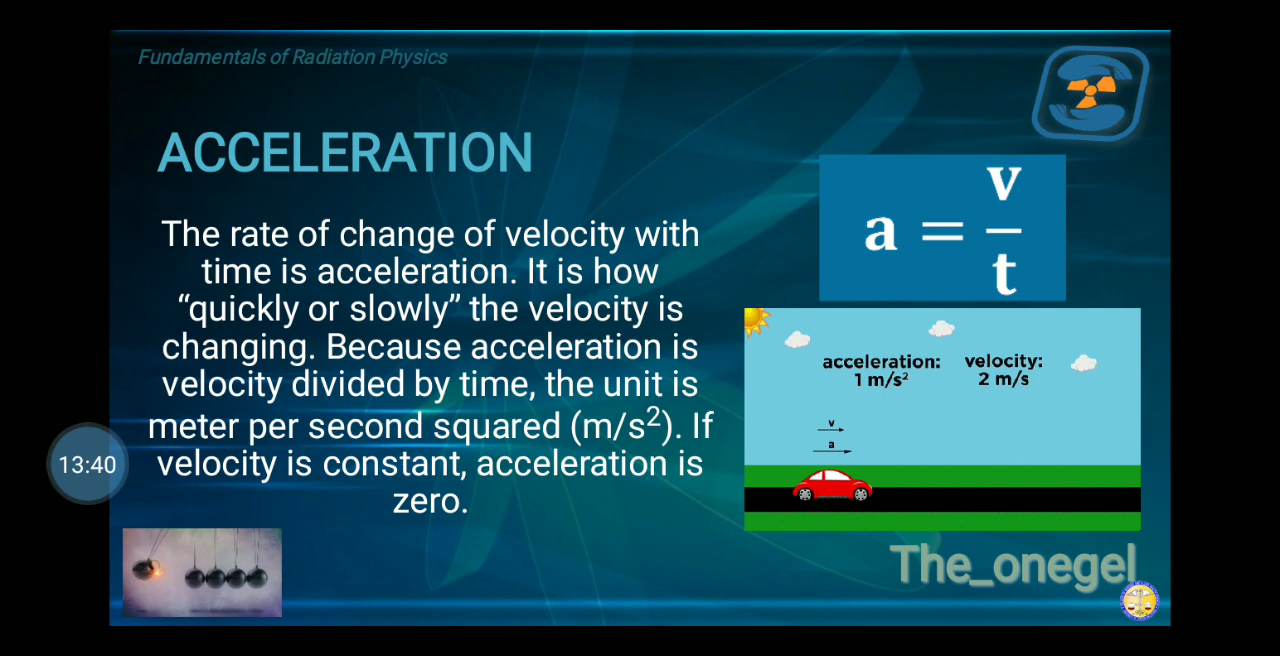 Fundamentals of Radiation Physics
ACCELERATION
The rate of change of velocity with
time is acceleration. It is how
“quickly or slowly” the velocity is
changing. Because acceleration is
velocity divided by time, the unit is
meter per second squared (m/s²). If
velocity is constant, acceleration is
zero.
a = v/t
acceleration: velocity:
1 m/s² 2 m/s
v
a
13:40
The_onegel